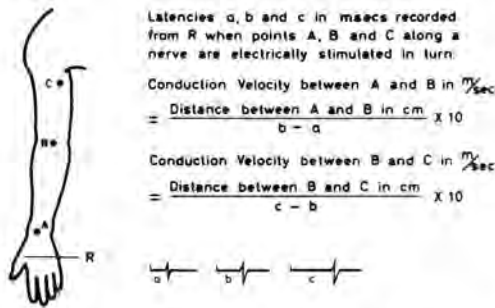 Latencies a, b and c in msecs recorded
from R when points A, B and C along a
nerve are electrically stimulated in turn
Conduction Velocity between A and B in m/sec
= Distance between A and B in cm / b - a X 10
Conduction Velocity between B and C in m/sec
= Distance between B and C in cm / c - b X 10
C
B
A
R
a b c